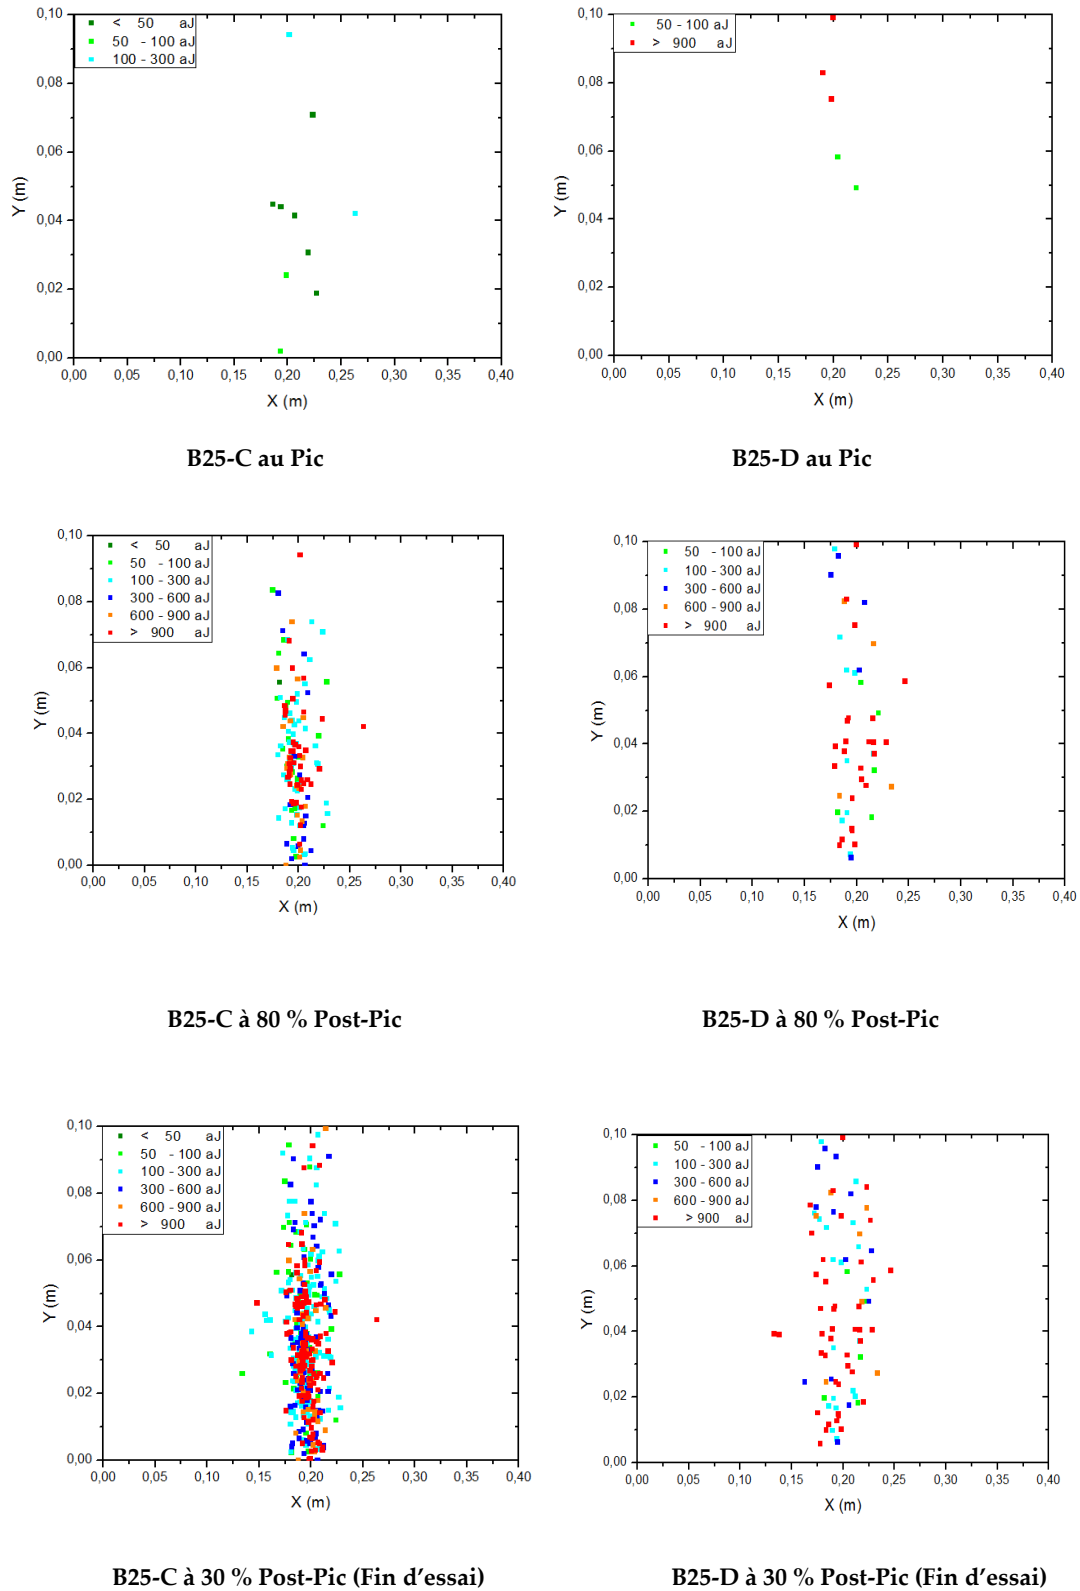 < 50 aJ
50 - 100 aJ
100 - 300 aJ
0,10
0,08
0,06
0,04
0,02
0,00
Y (m)
0,00 0,05 0,10 0,15 0,20 0,25 0,30 0,35 0,40
X (m)
B25-C au Pic
50 - 100 aJ
> 900 aJ
0,10
0,08
0,06
0,04
0,02
0,00
Y (m)
0,00 0,05 0,10 0,15 0,20 0,25 0,30 0,35 0,40
X (m)
B25-D au Pic
< 50 aJ
50 - 100 aJ
100 - 300 aJ
300 - 600 aJ
600 - 900 aJ
> 900 aJ
0,10
0,08
0,06
0,04
0,02
0,00
Y (m)
0,00 0,05 0,10 0,15 0,20 0,25 0,30 0,35 0,40
X (m)
B25-C à 80 % Post-Pic
50 - 100 aJ
100 - 300 aJ
300 - 600 aJ
600 - 900 aJ
> 900 aJ
0,10
0,08
0,06
0,04
0,02
0,00
Y (m)
0,00 0,05 0,10 0,15 0,20 0,25 0,30 0,35 0,40
X (m)
B25-D à 80 % Post-Pic
< 50 aJ
50 - 100 aJ
100 - 300 aJ
300 - 600 aJ
600 - 900 aJ
> 900 aJ
0,10
0,08
0,06
0,04
0,02
0,00
Y (m)
0,00 0,05 0,10 0,15 0,20 0,25 0,30 0,35 0,40
X (m)
B25-C à 30 % Post-Pic (Fin d'essai)
50 - 100 aJ
100 - 300 aJ
300 - 600 aJ
600 - 900 aJ
> 900 aJ
0,10
0,08
0,06
0,04
0,02
0,00
Y (m)
0,00 0,05 0,10 0,15 0,20 0,25 0,30 0,35 0,40
X (m)
B25-D à 30 % Post-Pic (Fin d'essai)